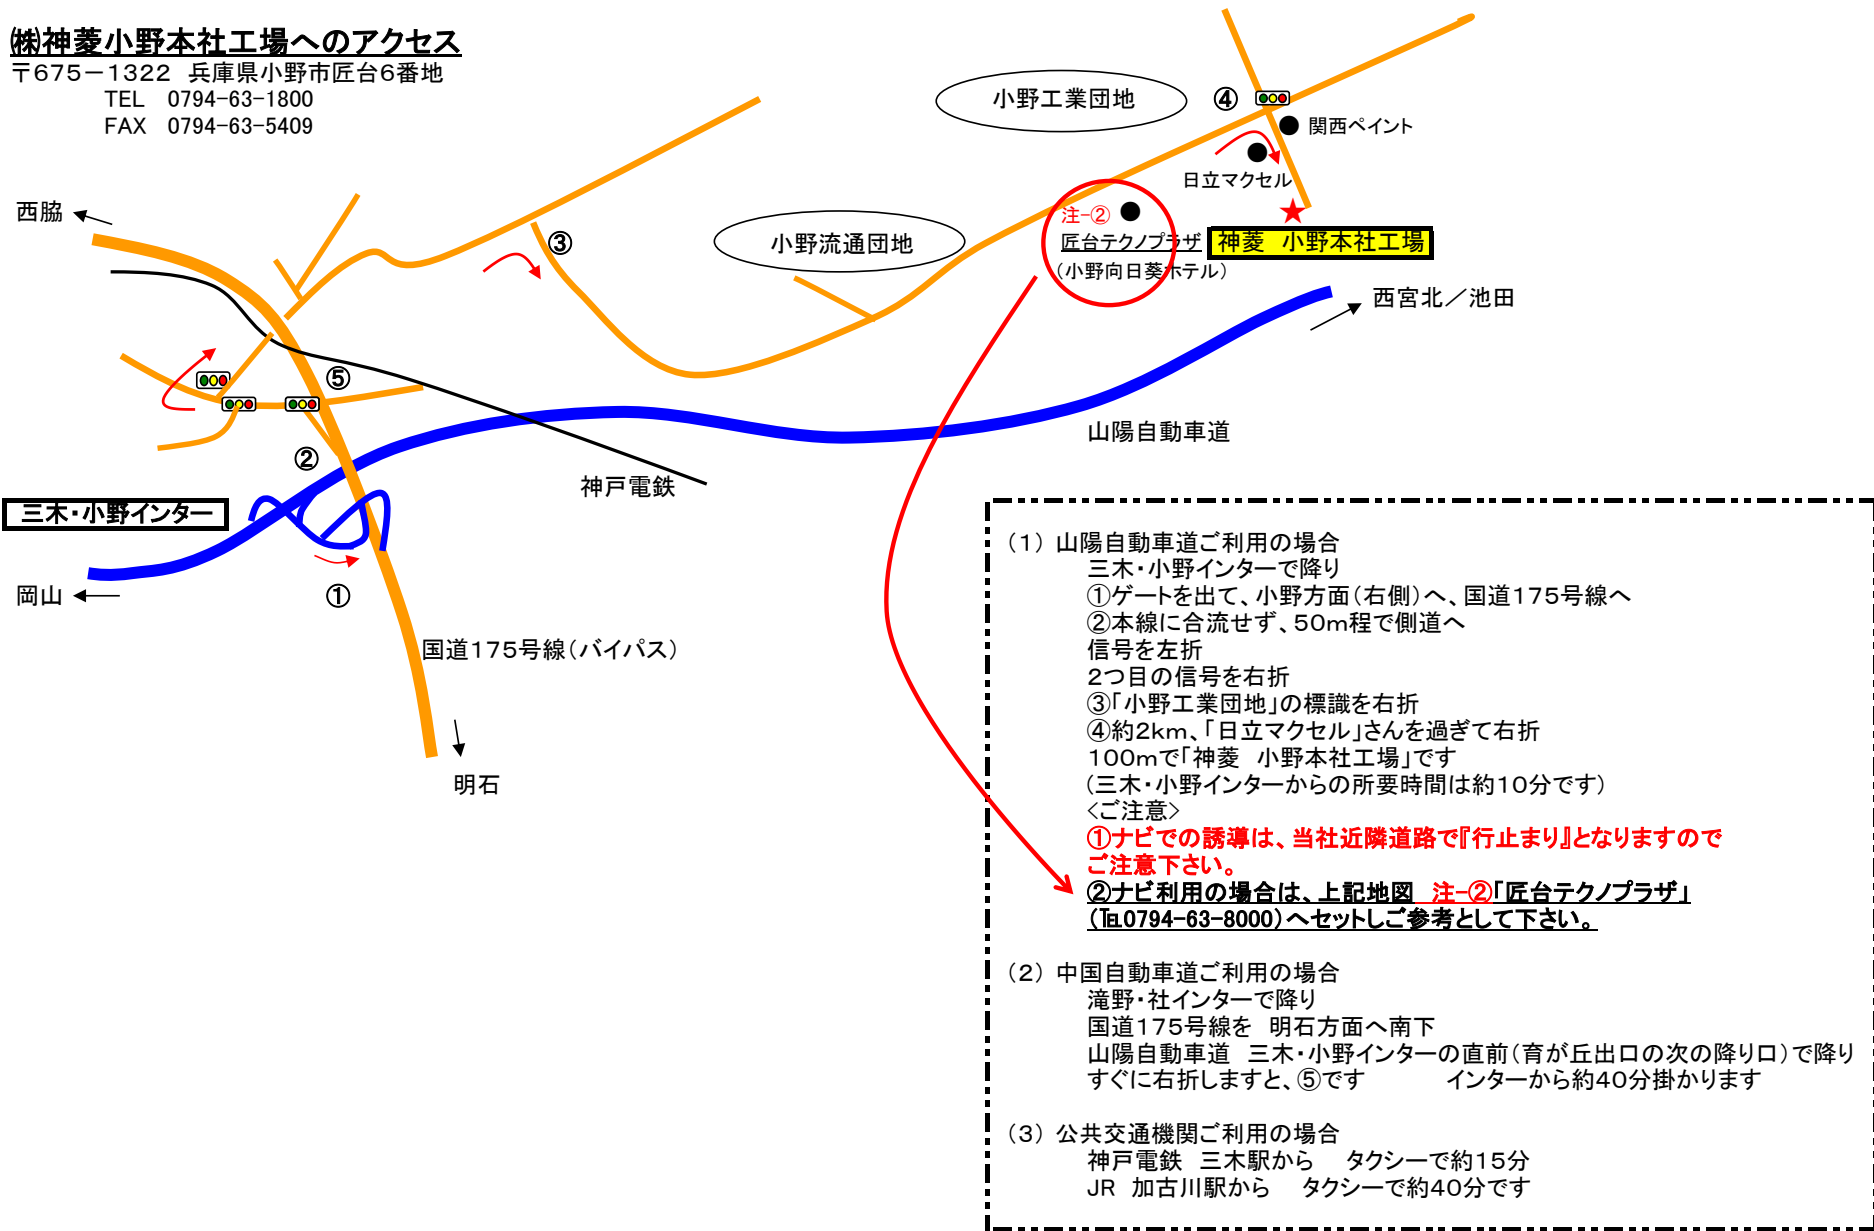 ㈱神菱小野本社工場へのアクセス
〒675－1322 兵庫県小野市匠台6番地
TEL 0794-63-1800
FAX 0794-63-5409
小野工業団地
④
関西ペイント
日立マクセル
西脇
③
小野流通団地
注-②
匠台テクノプラザ
(小野向日葵ホテル)
神菱 小野本社工場
西宮北／池田
⑤
山陽自動車道
②
神戸電鉄
三木・小野インター
岡山
①
国道175号線(バイパス)
明石
(1) 山陽自動車道ご利用の場合
三木・小野インターで降り
①ゲートを出て、小野方面(右側)へ、国道175号線へ
②本線に合流せず、50m程で側道へ
信号を左折
2つ目の信号を右折
③「小野工業団地」の標識を右折
④約2km、「日立マクセル」さんを過ぎて右折
100mで「神菱 小野本社工場」です
(三木・小野インターからの所要時間は約10分です)
<ご注意>
①ナビでの誘導は、当社近隣道路で『行止まり』となりますので
ご注意下さい。
②ナビ利用の場合は、上記地図 注-②「匠台テクノプラザ」
(℡0794-63-8000)へセットしご参考として下さい。
(2) 中国自動車道ご利用の場合
滝野・社インターで降り
国道175号線を 明石方面へ南下
山陽自動車道 三木・小野インターの直前(育が丘出口の次の降り口)で降り
すぐに右折しますと、⑤です インターから約40分掛かります
(3) 公共交通機関ご利用の場合
神戸電鉄 三木駅から タクシーで約15分
JR 加古川駅から タクシーで約40分です